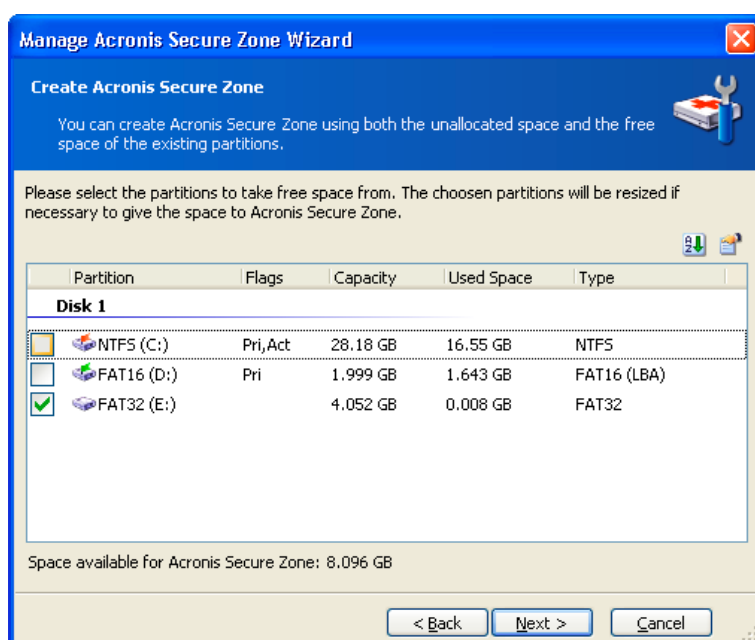 Manage Acronis Secure Zone Wizard
Create Acronis Secure Zone
You can create Acronis Secure Zone using both the unallocated space and the free
space of the existing partitions.
Please select the partitions to take free space from. The choosen partitions will be resized if
necessary to give the space to Acronis Secure Zone.
Partition Flags Capacity Used Space Type
Disk 1
NTFS (C:) Pri,Act 28.18 GB 16.55 GB NTFS
FAT16 (D:) Pri 1.999 GB 1.643 GB FAT16 (LBA)
FAT32 (E:) 4.052 GB 0.008 GB FAT32
Space available for Acronis Secure Zone: 8.096 GB
< Back Next > Cancel